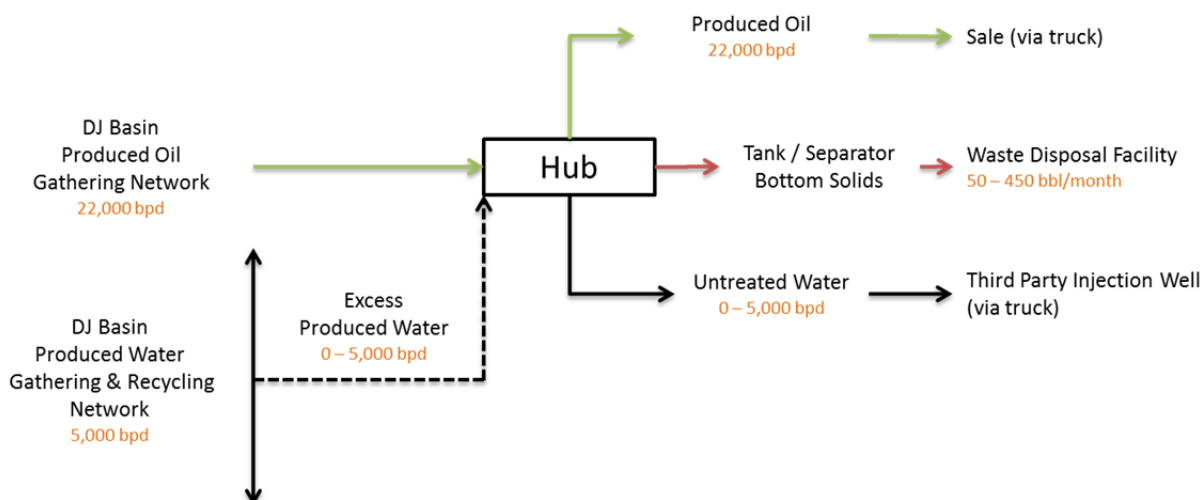 Produced Oil
22,000 bpd
Sale (via truck)
DJ Basin
Produced Oil
Gathering Network
22,000 bpd
Hub
Tank / Separator
Bottom Solids
Waste Disposal Facility
50 – 450 bbl/month
Excess
Produced Water
0 – 5,000 bpd
Untreated Water
0 – 5,000 bpd
Third Party Injection Well
(via truck)
DJ Basin
Produced Water
Gathering & Recycling
Network
5,000 bpd